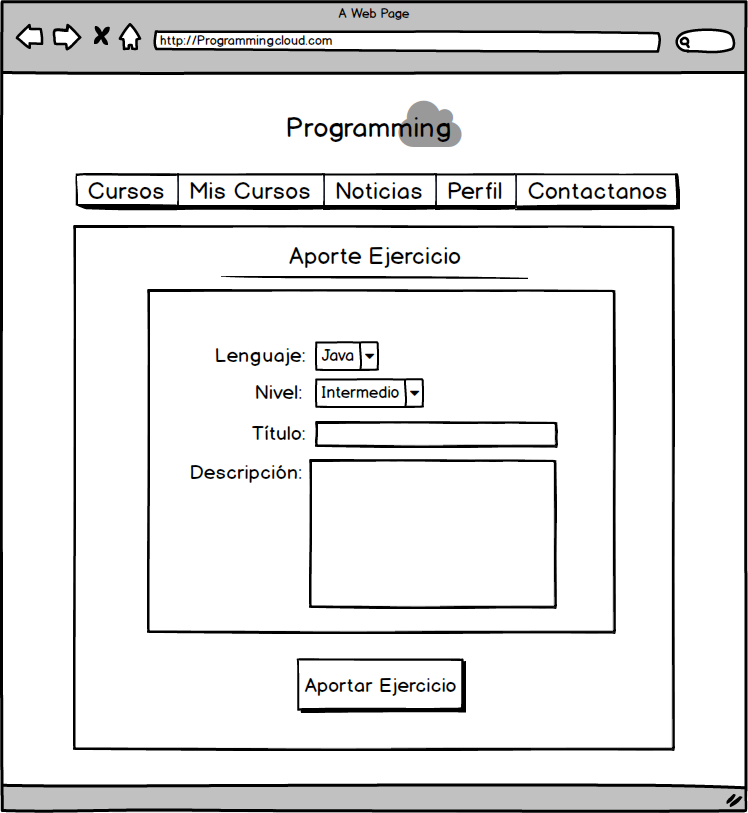 A Web Page
http://Programmingcloud.com
Programming
Cursos Mis Cursos Noticias Perfil Contactanos
Aporte Ejercicio
Lenguaje: Java
Nivel: Intermedio
Título:
Descripción:
Aportar Ejercicio